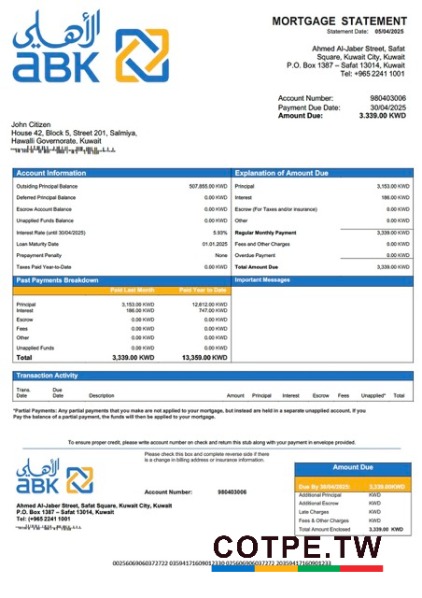 الأهلي
ABK
MORTGAGE STATEMENT
Statement Date: 05/04/2025
Ahmed Al-Jaber Street, Safat
Square, Kuwait City, Kuwait
P.O. Box 1387 – Safat 13014, Kuwait
Tel: +965 2241 1001
Account Number: 980403006
Payment Due Date: 30/04/2025
Amount Due: 3.339.00 KWD
John Citizen
House 42, Block 5, Street 201, Salmiya,
Hawalli Governorate, Kuwait
Account Information
Outsiding Principal Balance 507,855.00 KWD
Deferred Principal Balance 0.00 KWD
Escrow Account Balance 0.00 KWD
Unapplied Funds Balance 0.00 KWD
Interest Rate (until 30/04/2025)
Loan Maturity Date 01.01.2025
Prepayment Penalty None
Taxes Past Year-to-Date 0.00 KWD
Explanation of Amount Due
Principal 3,153.00 KWD
Interest 186.00 KWD
Escrow (For Taxes and/or Insurance) 0.00 KWD
Other 0.00 KWD
Regular Monthly Payment 3,339.00 KWD
Fees and Other Charges 0.00 KWD
Overdue Payment 0.00 KWD
Total Amount Due 3,339.00 KWD
Past Payments Breakdown
Paid Last Month Paid Year to Date
Principal 3,153.00 KWD 12,612.00 KWD
Interest 186.00 KWD 747.00 KWD
Escrow 0.00 KWD 0.00 KWD
Fees 0.00 KWD 0.00 KWD
Other 0.00 KWD 0.00 KWD
Unapplied Funds 0.00 KWD 0.00 KWD
Total 3,339.00 KWD 13,359.00 KWD
Important Messages
Transaction Activity
Trans. Date Due Date Description Amount Principal Interest Escrow Fees Unapplied* Total
*Partial Payments: Any partial payments that you make are not applied to your mortgage, but instead are held in a separate unapplied account. If you
Pay the balance of a partial payment, the funds will then be applied to your mortgage.
To ensure proper credit, please write account number on check and return this stub along with your payment in envelope provided.
Please check this box and complete reverse side if there
is a change in billing address or insurance information.
الأهلي
ABK
Account Number: 980403006
Ahmed Al-Jaber Street, Safat Square, Kuwait City, Kuwait
P.O. Box 1387 – Safat 13014, Kuwait
Tel: (+965 2241 1001
Amount Due
Due By 30/04/2025: 3,339.00KWD
Additional Principal KWD
Additional Escrow KWD
Late Charges KWD
Fees & Other Charges KWD
Total Amount Enclosed 3.339.00 KWD
COTPE.TW